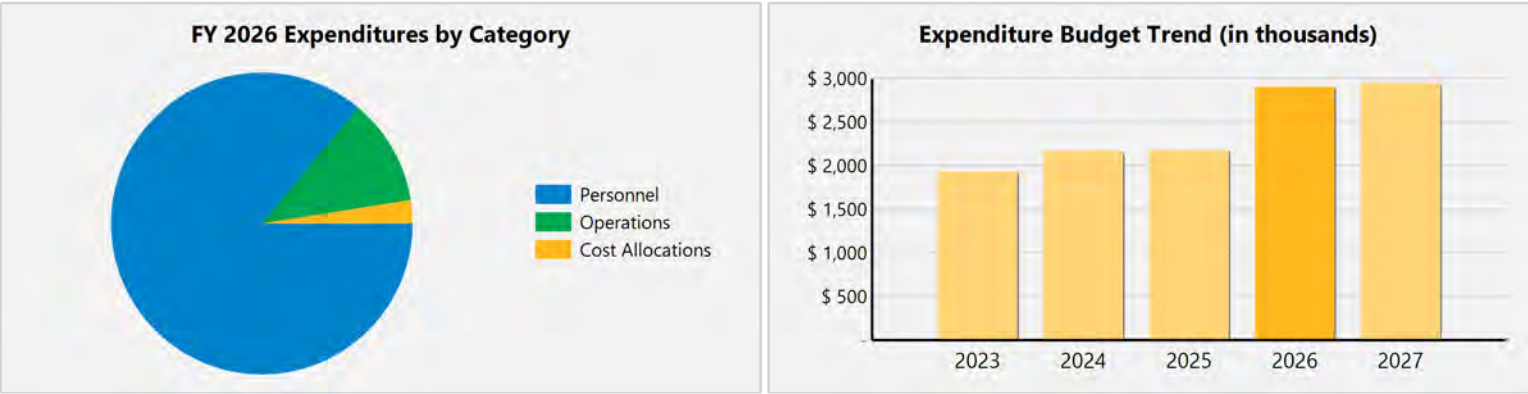 FY 2026 Expenditures by Category
Personnel
Operations
Cost Allocations
Expenditure Budget Trend (in thousands)
$ 3,000
$ 2,500
$ 2,000
$ 1,500
$ 1,000
$ 500
-
2023 2024 2025 2026 2027